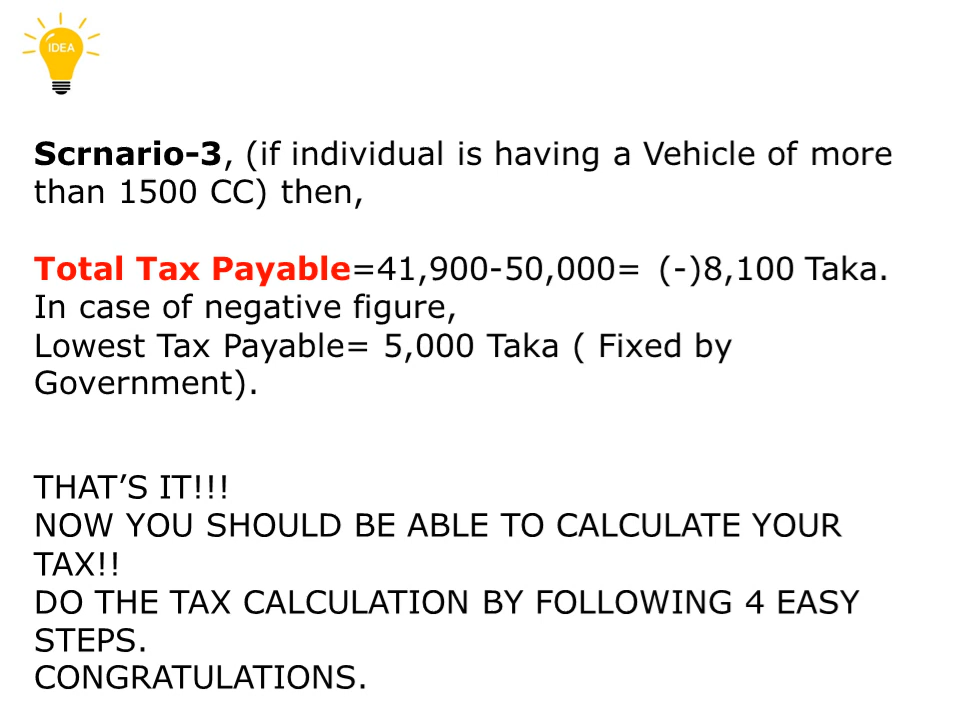 IDEA
Scrnario-3, (if individual is having a Vehicle of more
than 1500 CC) then,
Total Tax Payable=41,900-50,000= (-)8,100 Taka.
In case of negative figure,
Lowest Tax Payable= 5,000 Taka ( Fixed by
Government).
THAT’S IT!!!
NOW YOU SHOULD BE ABLE TO CALCULATE YOUR
TAX!!
DO THE TAX CALCULATION BY FOLLOWING 4 EASY
STEPS.
CONGRATULATIONS.